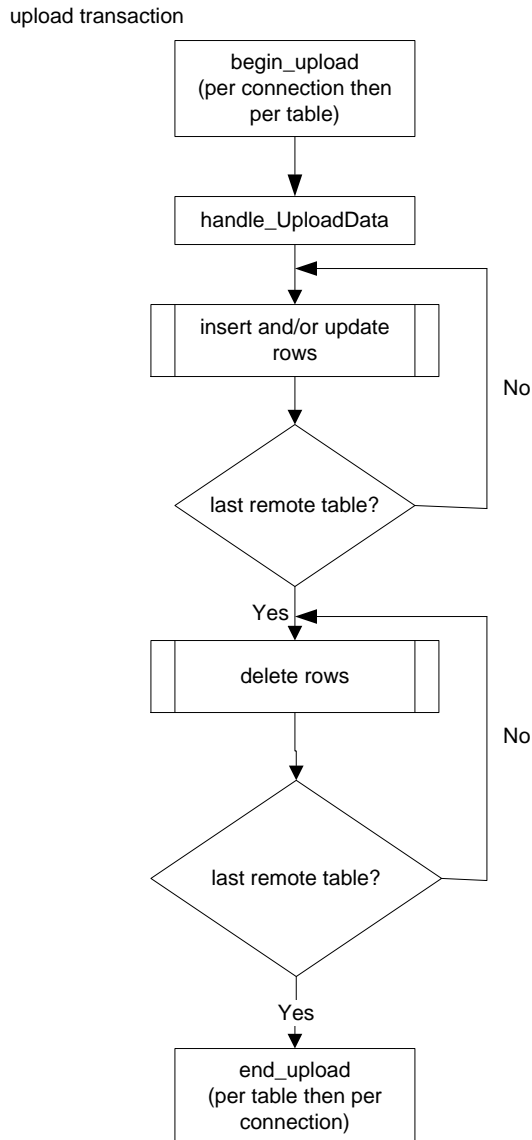 upload transaction
begin_upload
(per connection then
per table)
handle_UploadData
insert and/or update
rows
No
last remote table?
Yes
delete rows
No
last remote table?
Yes
end_upload
(per table then per
connection)